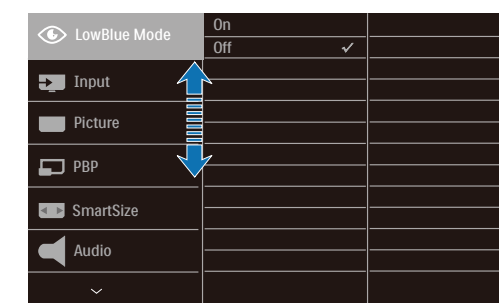 LowBlue Mode
On
Off
Input
Picture
PBP
SmartSize
Audio